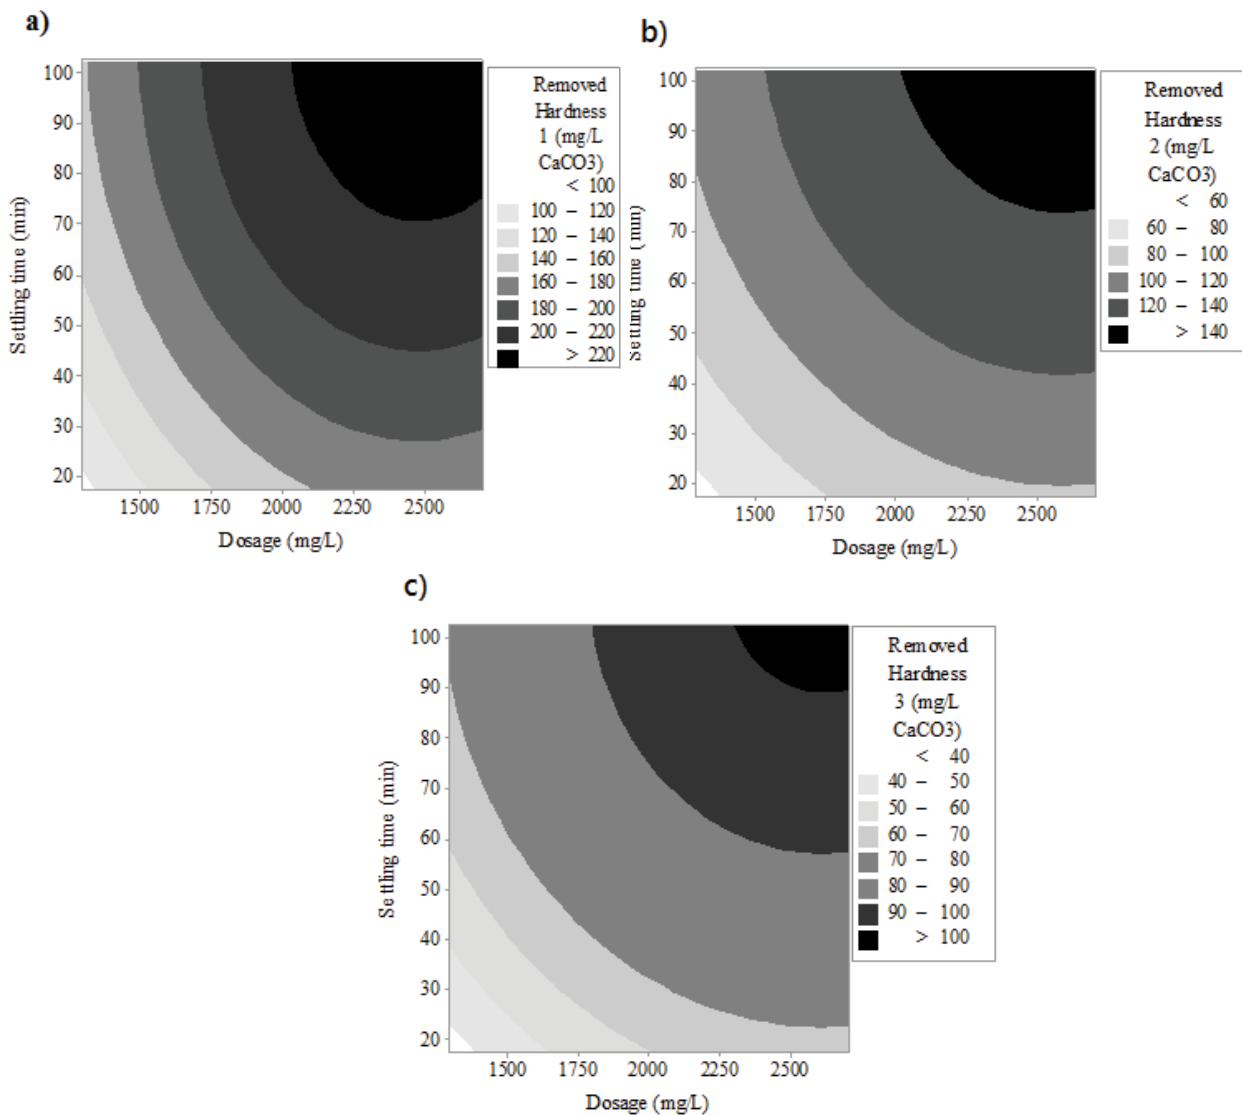 a)
100
90
80
70
60
50
40
30
20
Settling time (min)
1500 1750 2000 2250 2500
Dosage (mg/L)
Removed
Hardness
1 (mg/L
CaCO3)
< 100
100 – 120
120 – 140
140 – 160
160 – 180
180 – 200
200 – 220
> 220
b)
100
90
80
70
60
50
40
30
20
Settling time (min)
1500 1750 2000 2250 2500
Dosage (mg/L)
Removed
Hardness
2 (mg/L
CaCO3)
< 60
60 – 80
80 – 100
100 – 120
120 – 140
> 140
c)
100
90
80
70
60
50
40
30
20
Settling time (min)
1500 1750 2000 2250 2500
Dosage (mg/L)
Removed
Hardness
3 (mg/L
CaCO3)
< 40
40 – 50
50 – 60
60 – 70
70 – 80
80 – 90
90 – 100
> 100